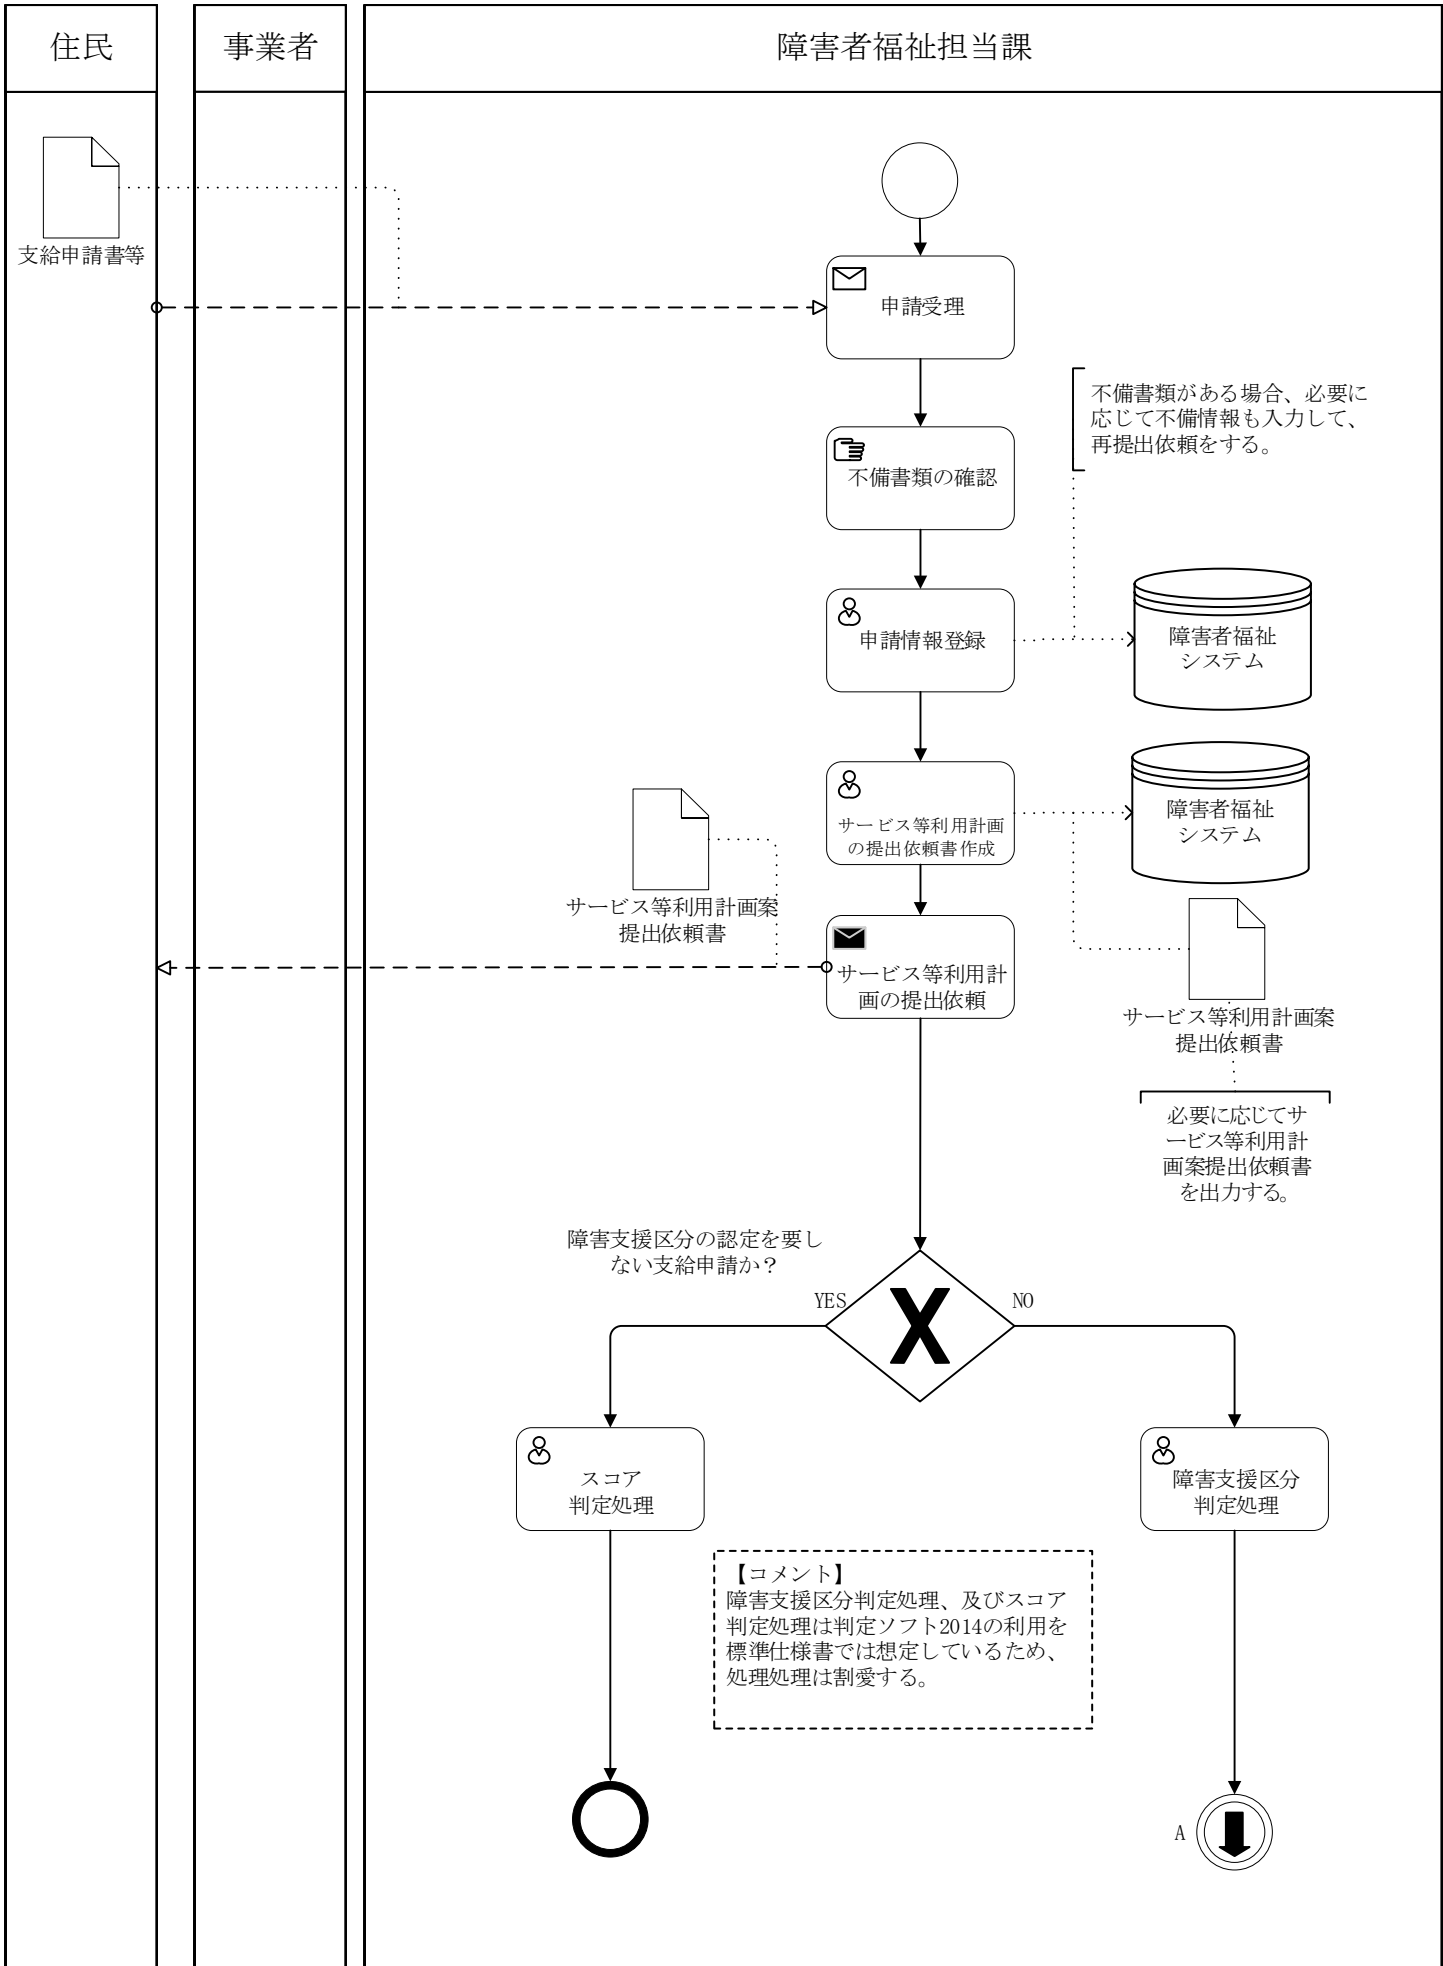 住民
事業者
障害者福祉担当課
支給申請書等
申請受理
不備書類がある場合、必要に
応じて不備情報も入力して、
再提出依頼をする。
不備書類の確認
申請情報登録
障害者福祉
システム
サービス等利用計画
の提出依頼書作成
障害者福祉
システム
サービス等利用計画案
提出依頼書
サービス等利用計
画の提出依頼
サービス等利用計画案
提出依頼書
必要に応じてサ
ービス等利用計
画案提出依頼書
を出力する。
障害支援区分の認定を要し
ない支給申請か？
YES
NO
X
スコア
判定処理
障害支援区分
判定処理
【コメント】
障害支援区分判定処理、及びスコア
判定処理は判定ソフト2014の利用を
標準仕様書では想定しているため、
処理処理は割愛する。
A